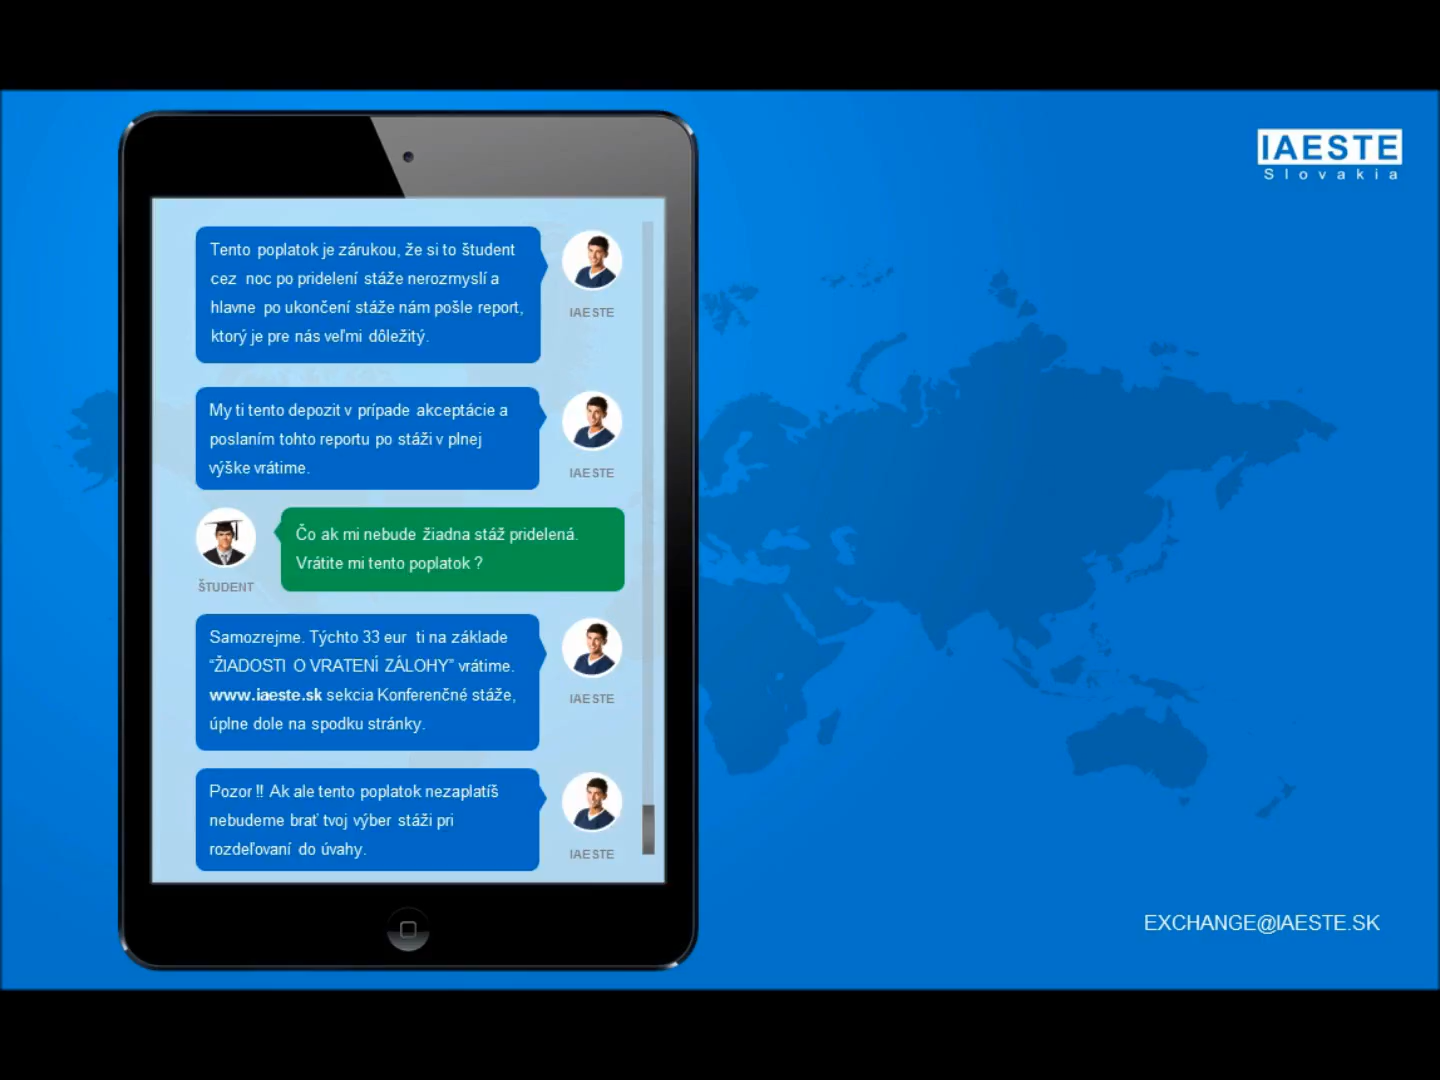 IAESTE
Slovakia
Tento poplatok je zárukou, že si to študent
cez noc po pridelení stáže nerozmyslí a
hlavne po ukončení stáže nám pošle report,
ktorý je pre nás veľmi dôležitý.
IAESTE
My ti tento depozit v prípade akceptácie a
poslaním tohto reportu po stáži v plnej
výške vrátime.
IAESTE
Čo ak mi nebude žiadna stáž pridelená.
Vrátite mi tento poplatok ?
ŠTUDENT
Samozrejme. Týchto 33 eur ti na základe
“ŽIADOSTI O VRATENÍ ZÁLOHY” vrátime.
www.iaeste.sk sekcia Konferenčné stáže,
úplne dole na spodku stránky.
IAESTE
Pozor !! Ak ale tento poplatok nezaplatíš
nebudeme brať tvoj výber stáži pri
rozdeľovaní do úvahy.
IAESTE
EXCHANGE@IAESTE.SK